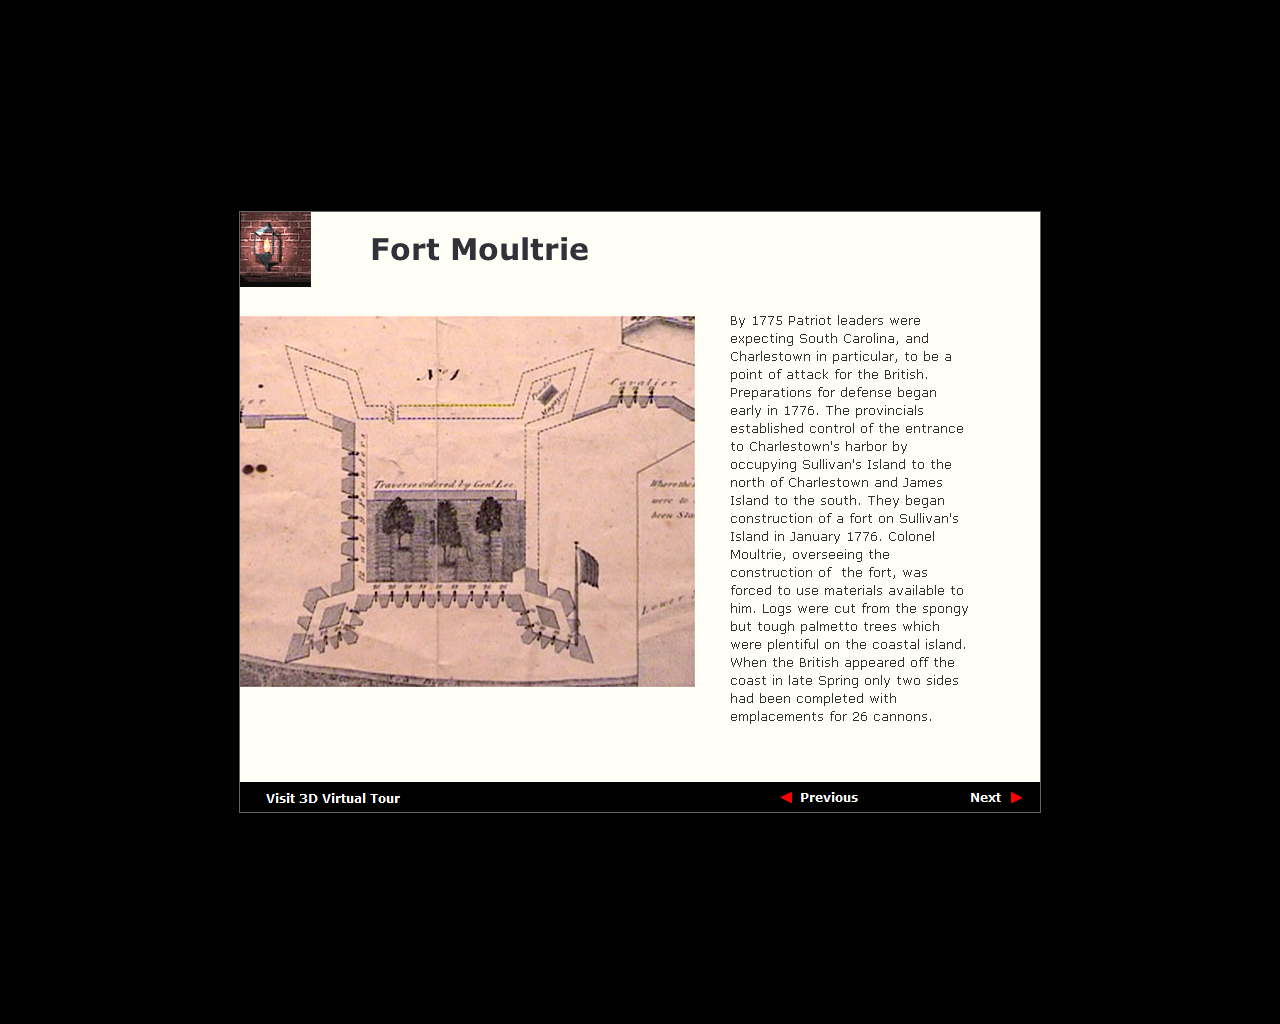 Fort Moultrie
Nº 1
Cavalier
Powder
Magazine
Traverse ordered by Genl. Lee.
Where the
were to
been Sta
Lower
By 1775 Patriot leaders were
expecting South Carolina, and
Charlestown in particular, to be a
point of attack for the British.
Preparations for defense began
early in 1776. The provincials
established control of the entrance
to Charlestown's harbor by
occupying Sullivan's Island to the
north of Charlestown and James
Island to the south. They began
construction of a fort on Sullivan's
Island in January 1776. Colonel
Moultrie, overseeing the
construction of  the fort, was
forced to use materials available to
him. Logs were cut from the spongy
but tough palmetto trees which
were plentiful on the coastal island.
When the British appeared off the
coast in late Spring only two sides
had been completed with
emplacements for 26 cannons.
Visit 3D Virtual Tour
Previous
Next